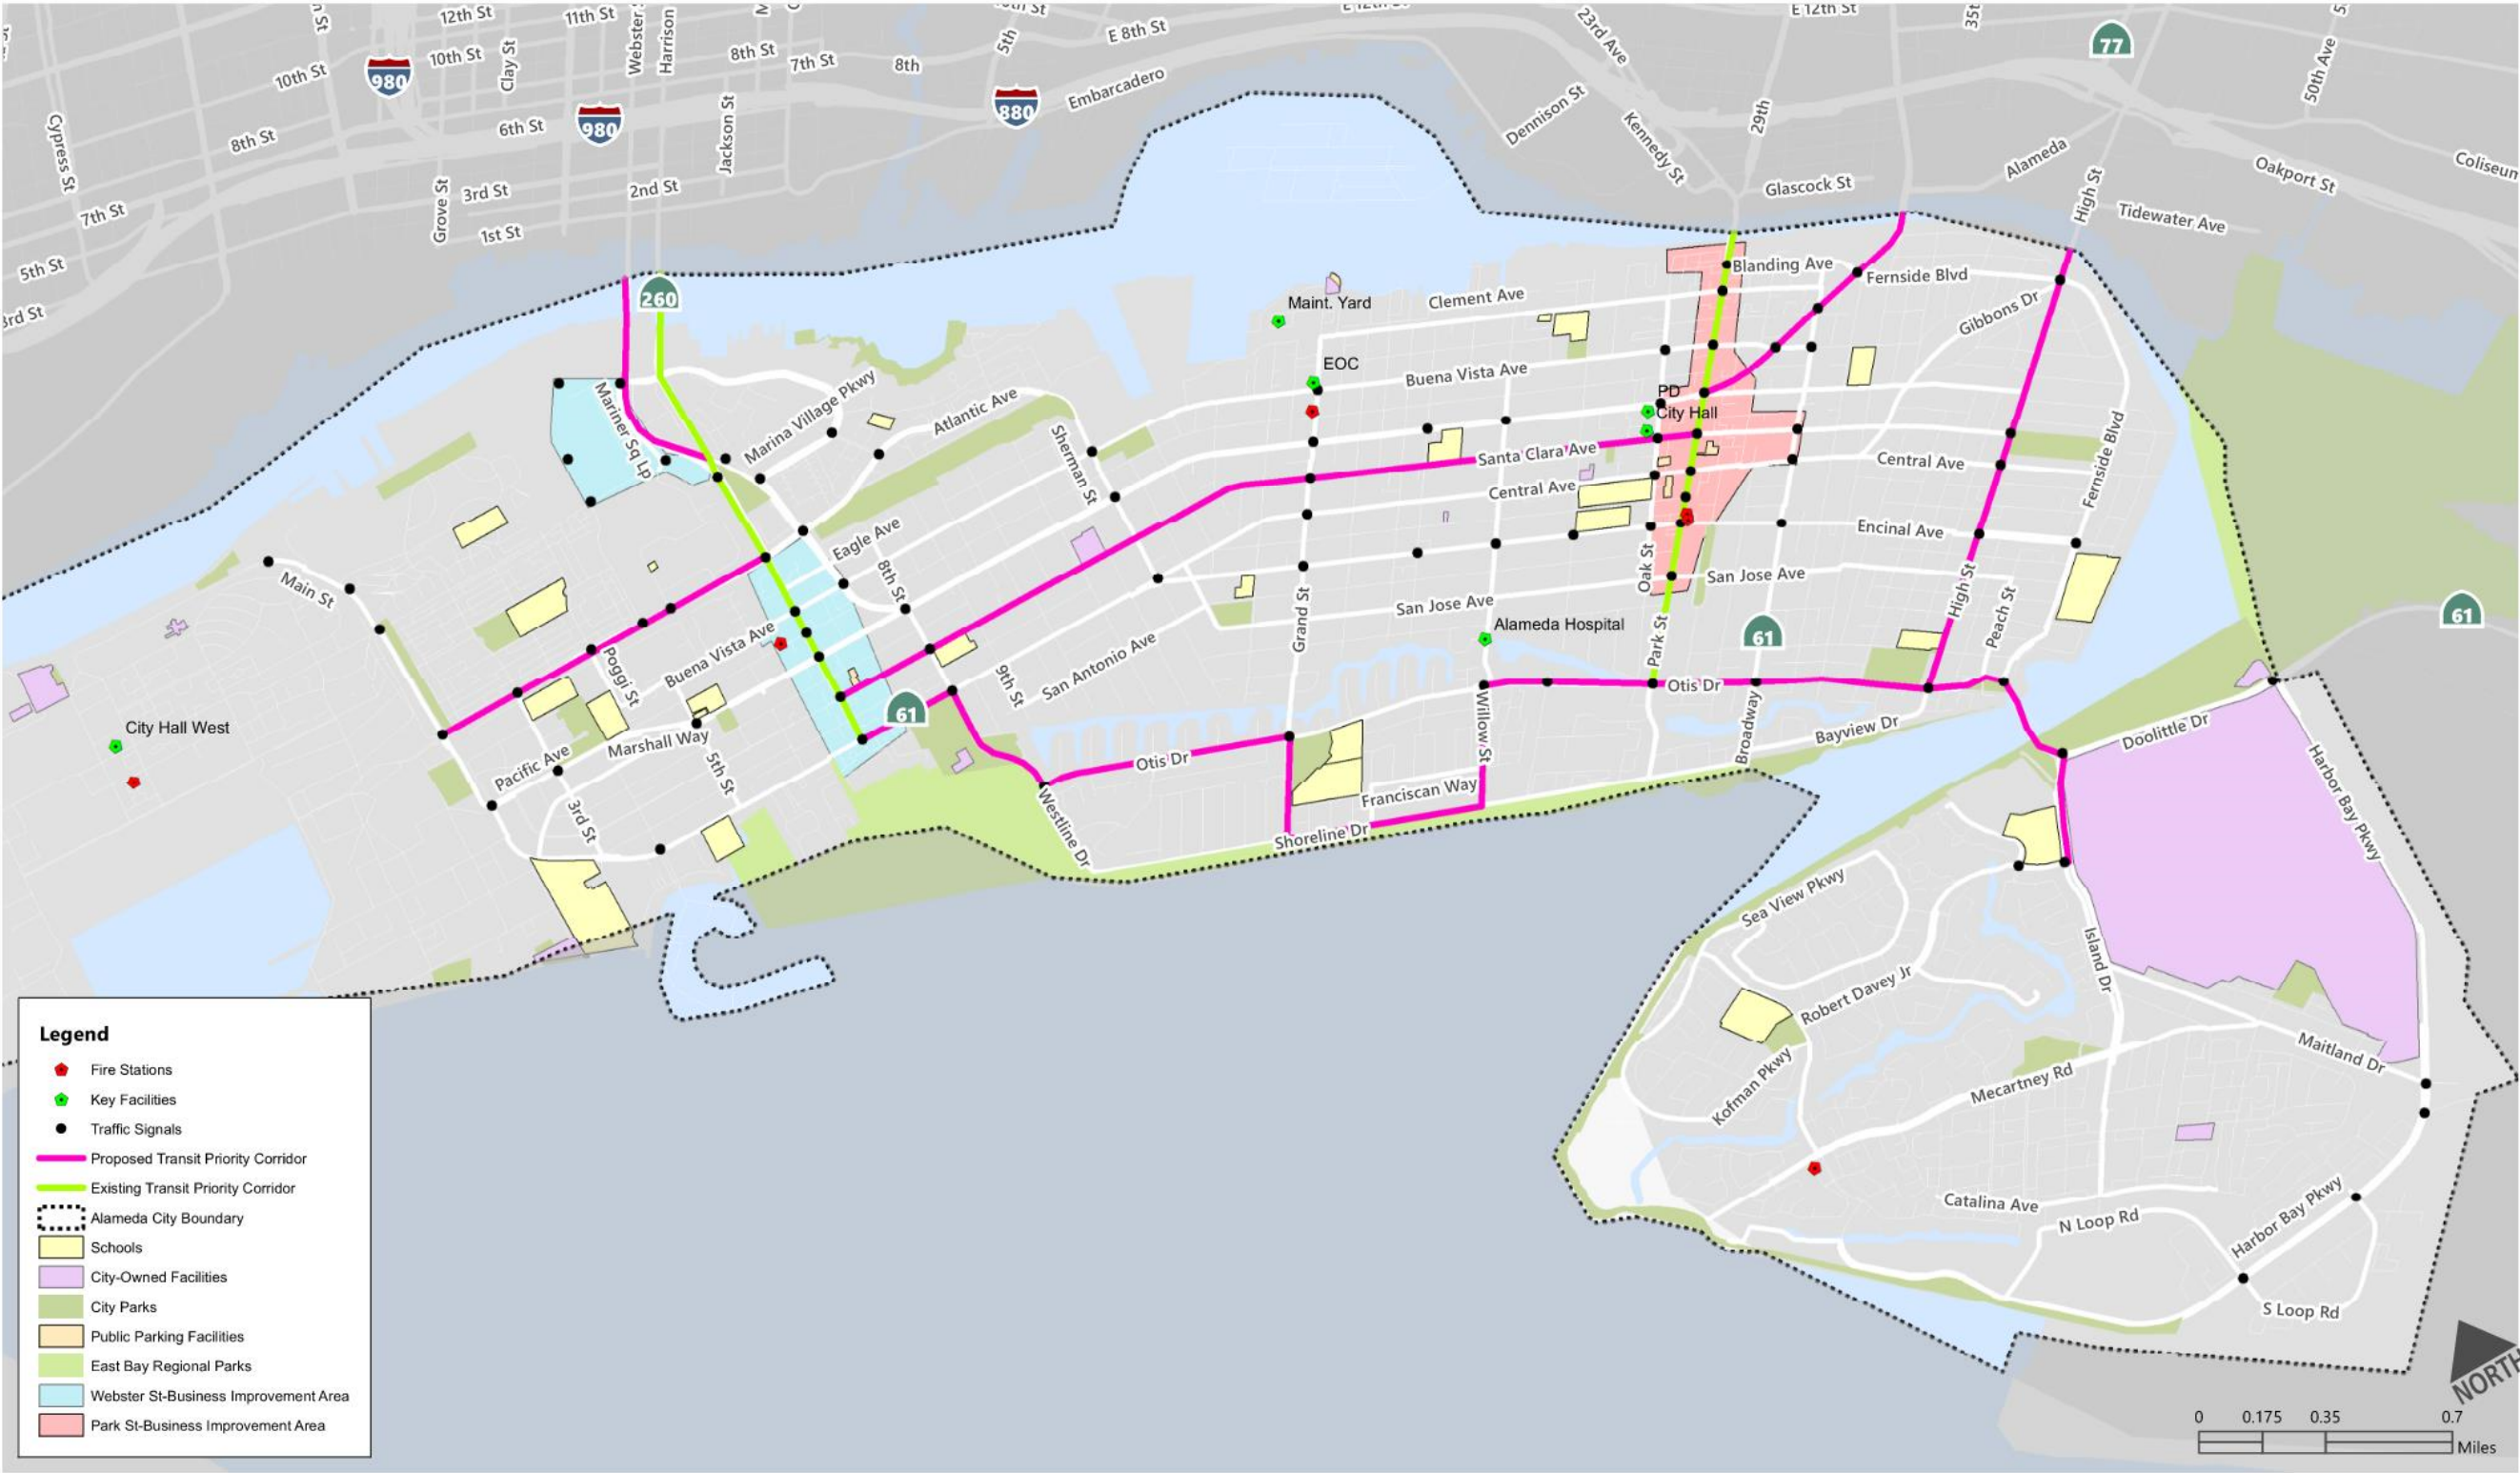 12th St
11th St
Webster
Harrison
E 8th St
E 12th St
23rd Ave
77
50th Ave
10th St
Clay St
8th St
7th St
8th
5th
Embarcadero
880
980
10th St
980
6th St
8th St
Jackson St
Cypress St
Dennison St
Kennedy St
29th
Alameda
Oakport St
Coliseum
Glascock St
High St
Tidewater Ave
3rd St
2nd St
7th St
Grove St
1st St
5th St
3rd St
260
Maint. Yard
Clement Ave
Blanding Ave
Fernside Blvd
Gibbons Dr
EOC
Buena Vista Ave
PD
City Hall
Mariner Sq Lp
Marina Village Pkwy
Atlantic Ave
Sherman St
Santa Clara Ave
Central Ave
Central Ave
Fernside Blvd
Encinal Ave
Eagle Ave
8th St
Oak St
San Jose Ave
San Jose Ave
High St
Peach St
Main St
Grand St
Alameda Hospital
61
61
Park St
Buena Vista Ave
Poggi St
9th St
San Antonio Ave
Otis Dr
Willow St
Broadway
Bayview Dr
Doolittle Dr
Harbor Bay Pkwy
61
City Hall West
Marshall Way
Pacific Ave
5th St
3rd St
Otis Dr
Franciscan Way
Shoreline Dr
Westline Dr
Sea View Pkwy
Island Dr
Robert Davey Jr
Kofman Pkwy
Mecartney Rd
Maitland Dr
Catalina Ave
N Loop Rd
Harbor Bay Pkwy
S Loop Rd
Legend
Fire Stations
Key Facilities
Traffic Signals
Proposed Transit Priority Corridor
Existing Transit Priority Corridor
Alameda City Boundary
Schools
City-Owned Facilities
City Parks
Public Parking Facilities
East Bay Regional Parks
Webster St-Business Improvement Area
Park St-Business Improvement Area
NORTH
0 0.175 0.35 0.7
Miles